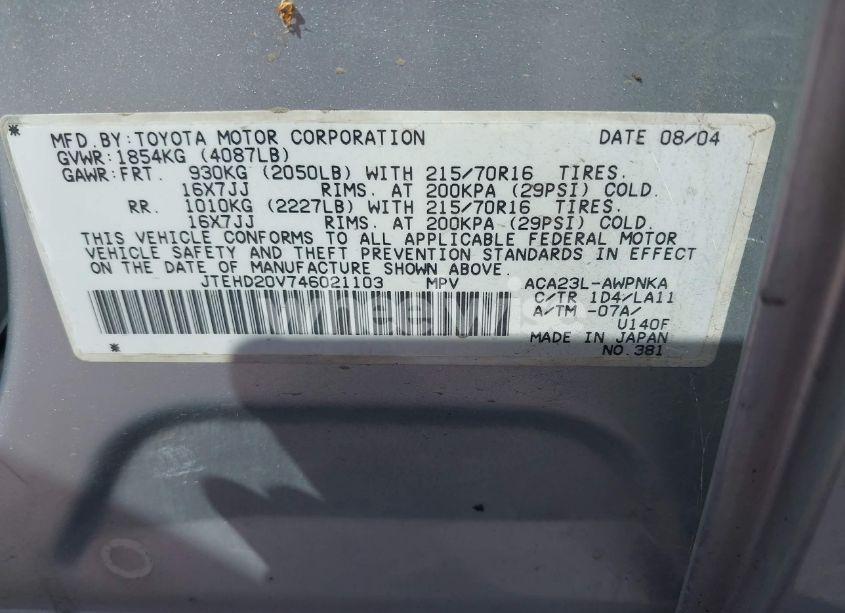 MFD.BY:TOYOTA MOTOR CORPORATION DATE 08/04
GVWR:1854KG (4087LB)
GAWR:FRT. 930KG (2050LB) WITH 215/70R16 TIRES.
16X7JJ RIMS. AT 200KPA (29PSI) COLD.
RR. 1010KG (2227LB) WITH 215/70R16 TIRES.
16X7JJ RIMS. AT 200KPA (29PSI) COLD.
THIS VEHICLE CONFORMS TO ALL APPLICABLE FEDERAL MOTOR
VEHICLE SAFETY AND THEFT PREVENTION STANDARDS IN EFFECT
ON THE DATE OF MANUFACTURE SHOWN ABOVE.
JTEHD20V746021103 MPV ACA23L-AWPNKA
C/TR 1D4/LA11
A/TM -07A/
U140F
MADE IN JAPAN
NO.381